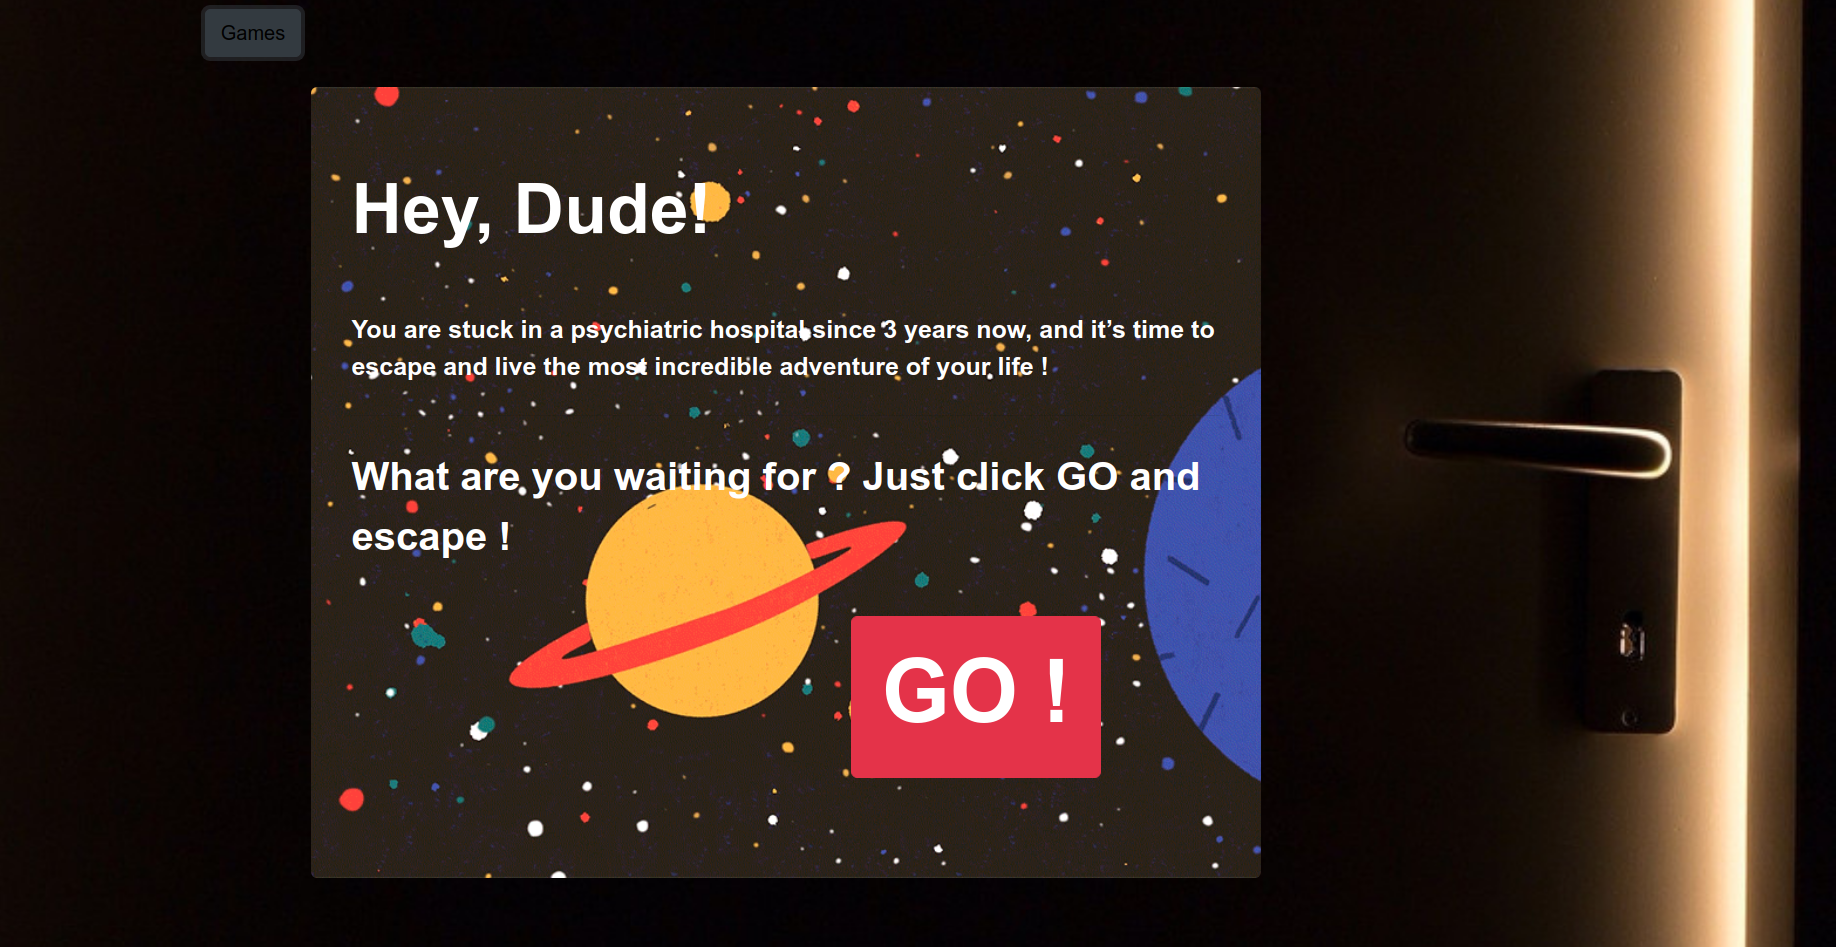 Games
Hey, Dude!
You are stuck in a psychiatric hospital since 3 years now, and it’s time to
escape and live the most incredible adventure of your life !
What are you waiting for ? Just click GO and
escape !
GO !